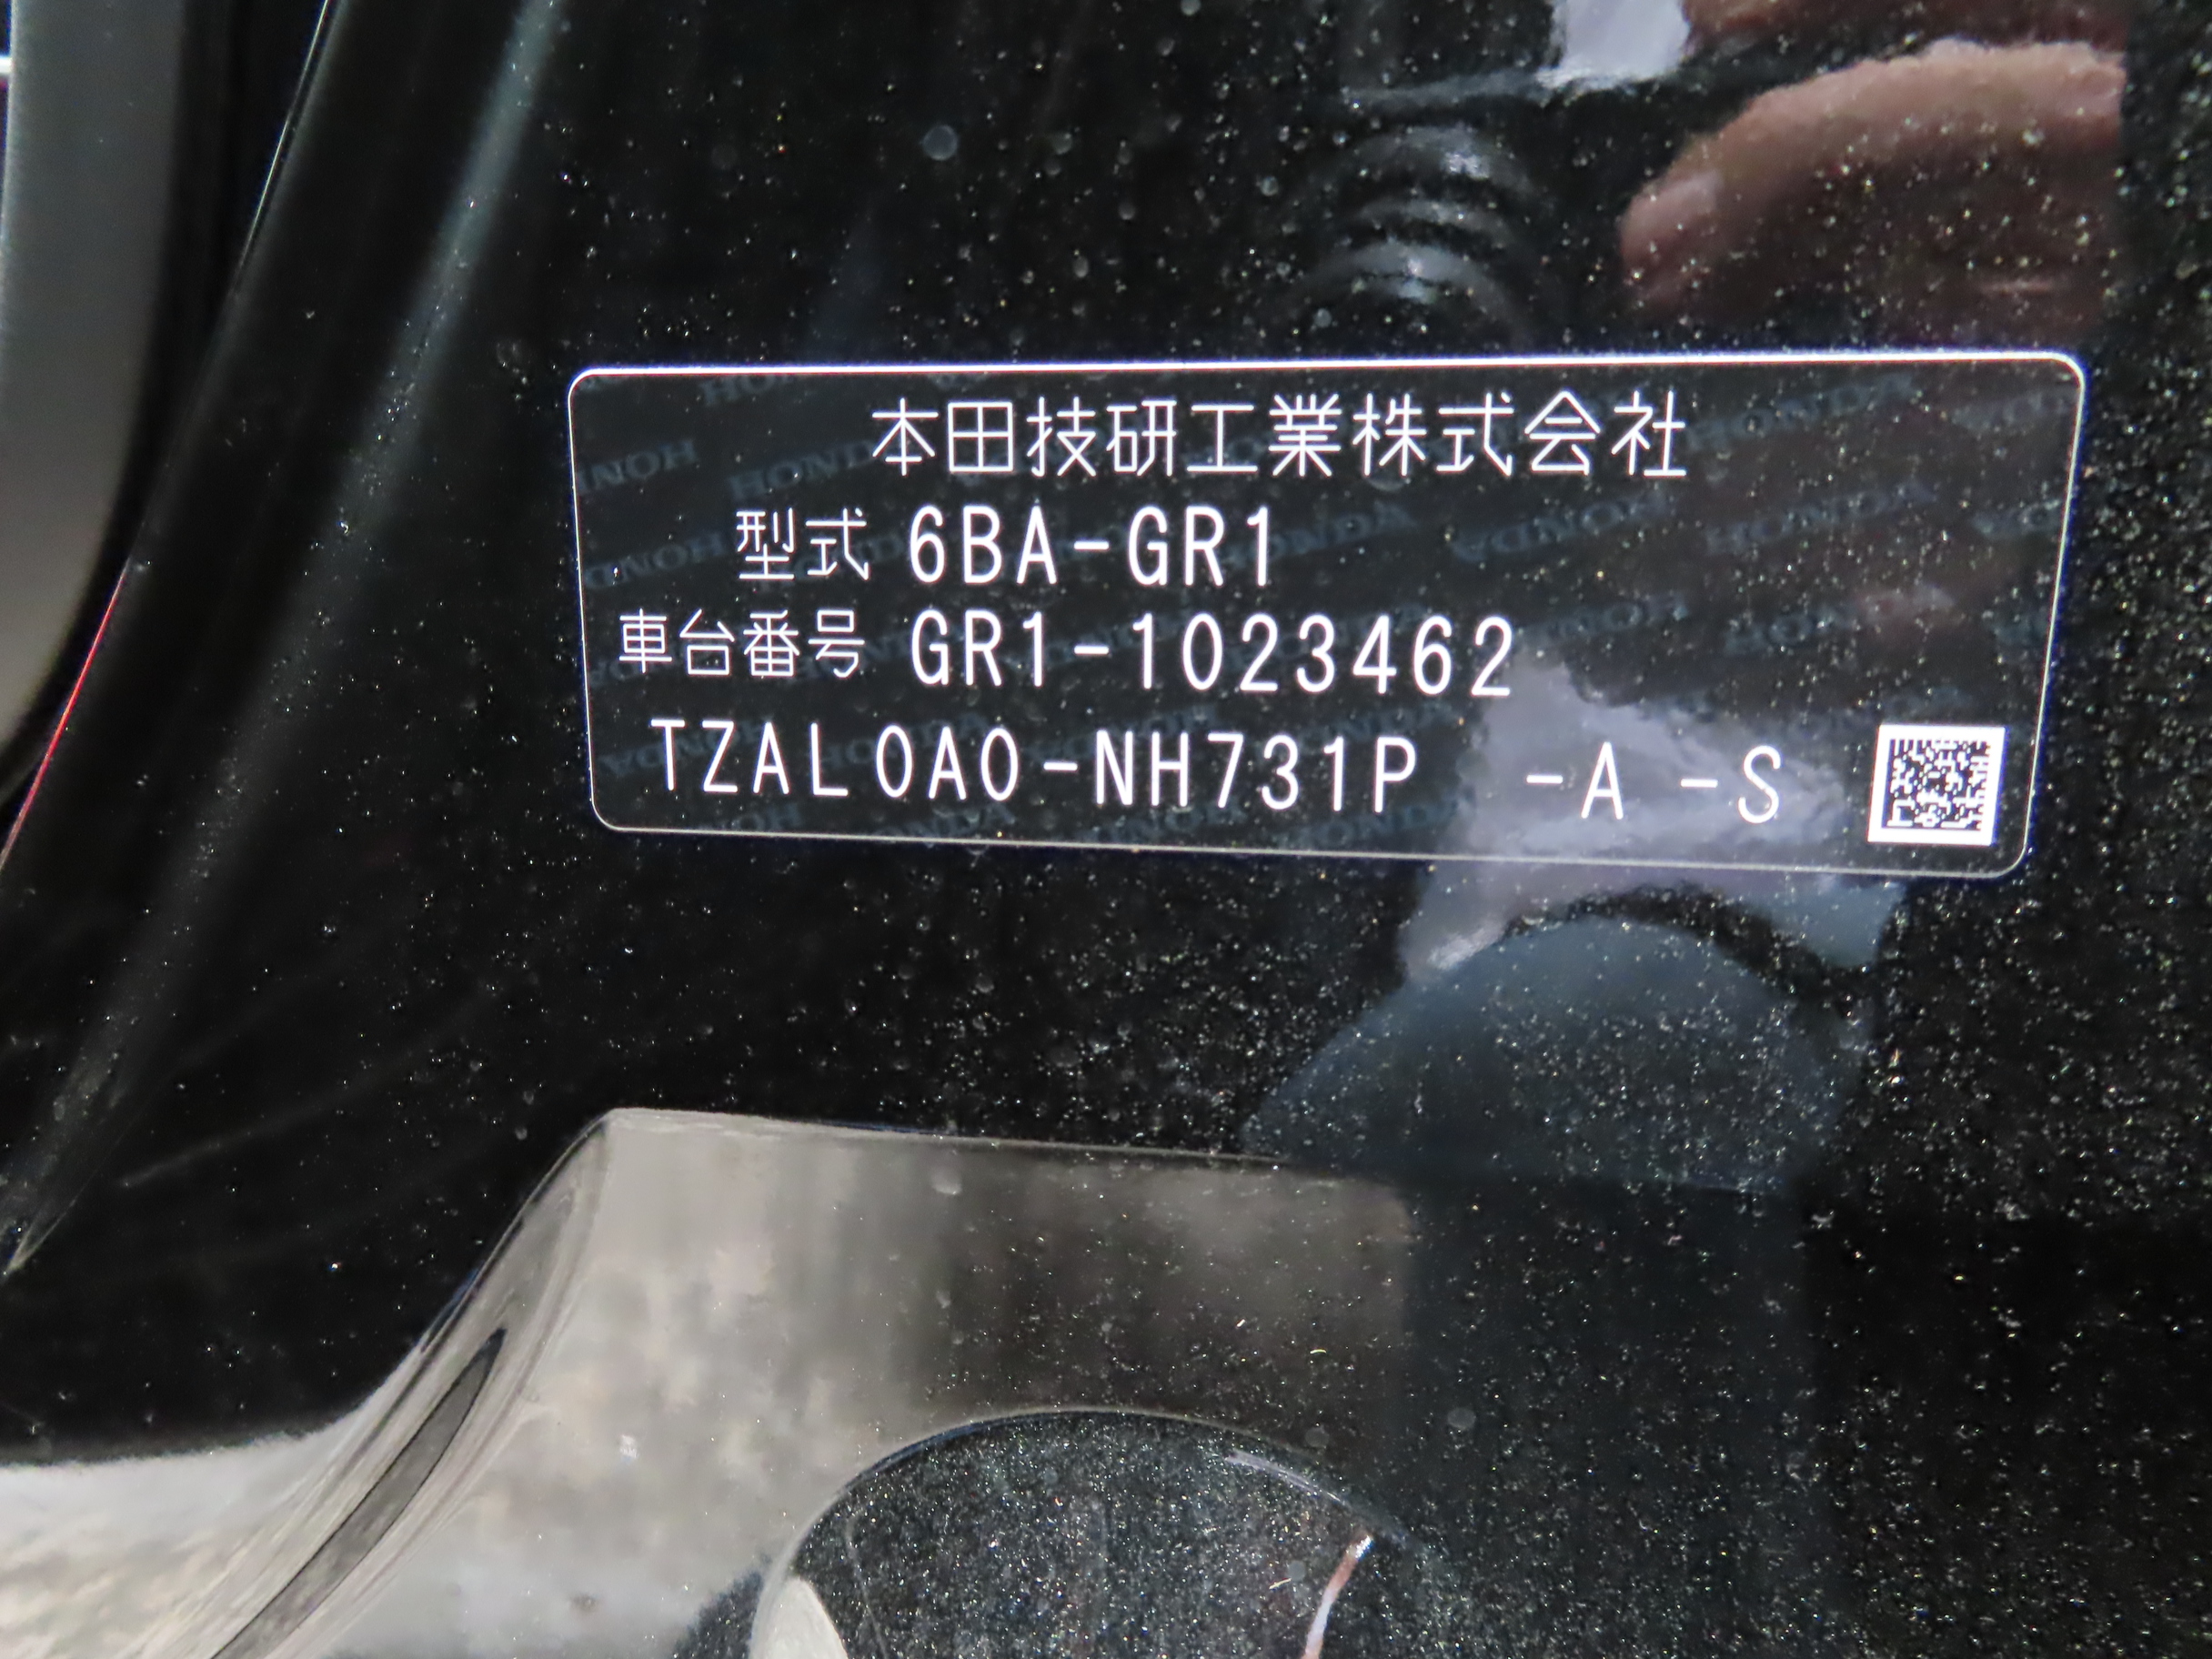 本田技研工業株式会社
型式 6BA-GR1
車台番号 GR1-1023462
TZAL0A0-NH731P -A -S